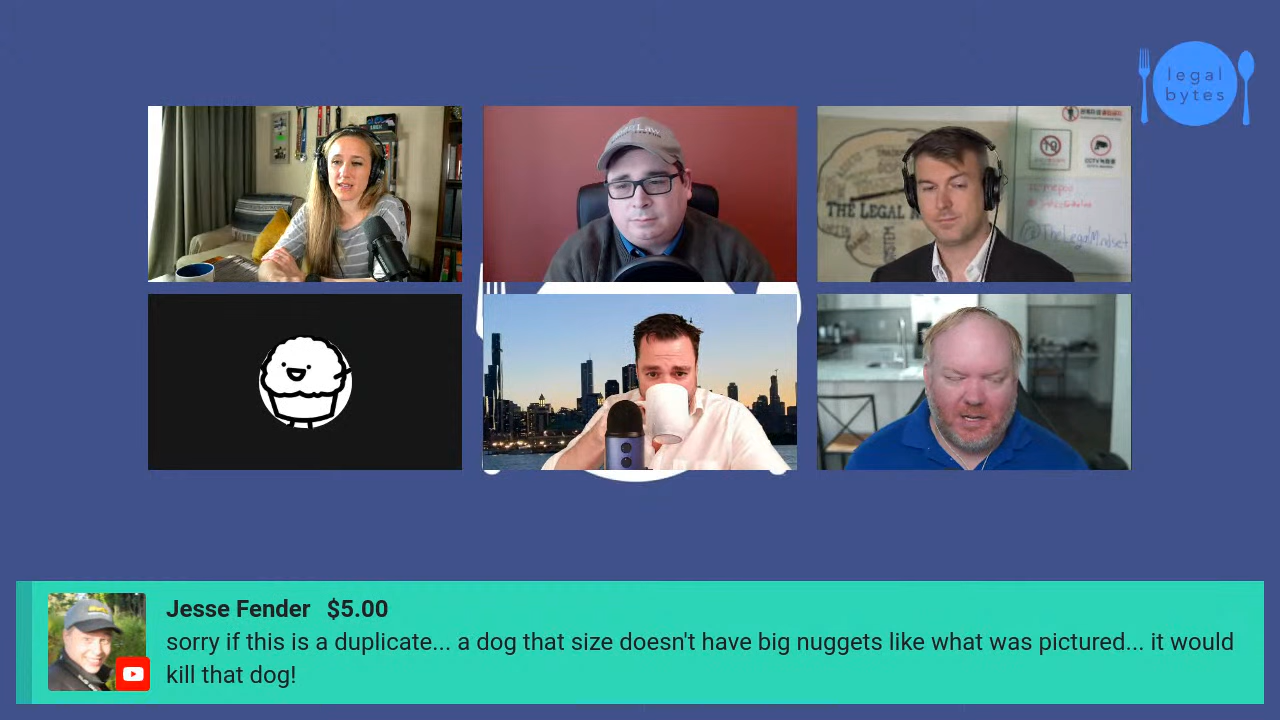 legal
bytes
THE LEGAL
CCTV
@TheLegalMindset
Jesse Fender $5.00
sorry if this is a duplicate... a dog that size doesn't have big nuggets like what was pictured... it would
kill that dog!